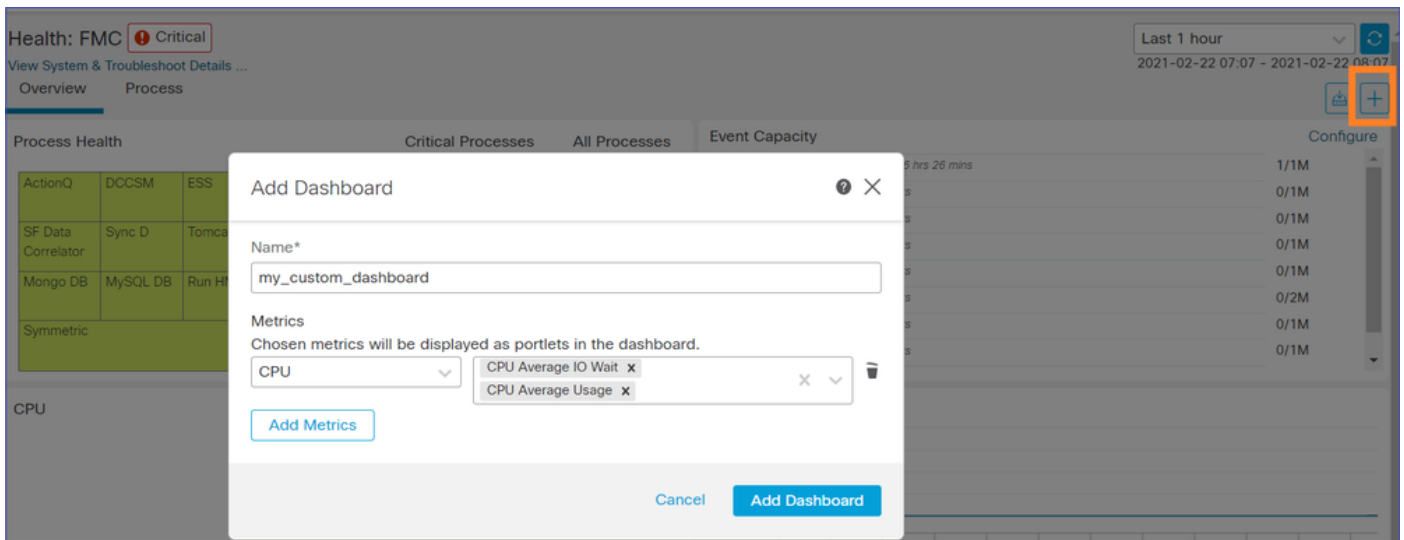 Health: FMC Critical
Last 1 hour
View System & Troubleshoot Details ...
2021-02-22 07:07 - 2021-02-22 08:07
Overview Process
Process Health Critical Processes All Processes
Event Capacity Configure
ActionQ DCCSM ESS
SF Data Correlator Sync D
Mongo DB MySQL DB
Symmetric
5 hrs 26 mins 1/1M
0/1M
0/1M
0/1M
0/1M
0/2M
0/1M
0/1M
CPU
Add Dashboard
Name*
my_custom_dashboard
Metrics
Chosen metrics will be displayed as portlets in the dashboard.
CPU
CPU Average IO Wait x
CPU Average Usage x
Add Metrics
Cancel Add Dashboard